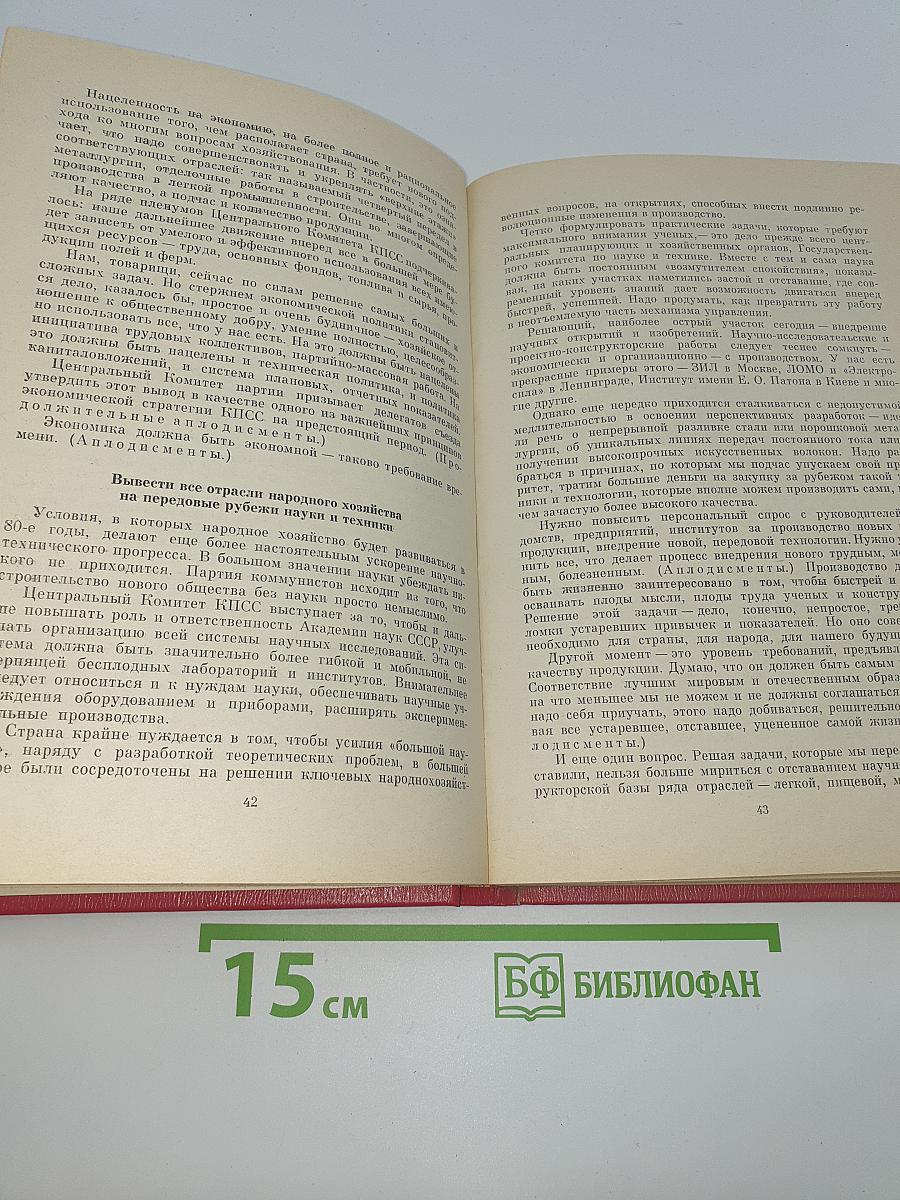 Нацеленность на экономию, на более полное и рациональное
использование того, чем располагает страна, требует нового под-
хода ко многим вопросам хозяйствования. В частности, это озна-
чает, что надо совершенствовать и укреплять «верхние этажи»
соответствующих отраслей: так называемый четвертый передел в
металлургии, отделочные работы в строительстве, завершающие
производства в легкой промышленности. Они во многом опреде-
ляют качество, а подчас и количество продукции.
На ряде пленумов Центрального Комитета КПСС подчеркива-
лось: наше дальнейшее движение вперед все в большей мере бу-
дет зависеть от умелого и эффективного использования всех имею-
щихся ресурсов — труда, основных фондов, топлива и сырья, про-
дукции полей и ферм.
Нам, товарищи, сейчас по силам решение самых больших и
сложных задач. Но стержнем экономической политики становит-
ся дело, казалось бы, простое и очень будничное — хозяйское от-
ношение к общественному добру, умение полностью, целесообраз-
но использовать все, что у нас есть. На это должны быть нацелены
инициатива трудовых коллективов, партийно-массовая работа. На
это должны быть нацелены и техническая политика, и политика
капиталовложений, и система плановых, отчетных показателей.
Центральный Комитет партии призывает делегатов съезда
утвердить этот вывод в качестве одного из важнейших принципов
экономической стратегии КПСС на предстоящий период. (Про-
должительные аплодисменты.)
Экономика должна быть экономной — таково требование вре-
мени. (Аплодисменты.)
Вывести все отрасли народного хозяйства
на передовые рубежи науки и техники
Условия, в которых народное хозяйство будет развиваться в
80-е годы, делают еще более настоятельным ускорение научно-
технического прогресса. В большом значении науки убеждать ни-
кого не приходится. Партия коммунистов исходит из того, что
строительство нового общества без науки просто немыслимо.
Центральный Комитет КПСС выступает за то, чтобы и даль-
ше повышать роль и ответственность Академии наук СССР, улуч-
шать организацию всей системы научных исследований. Эта си-
тема должна быть значительно более гибкой и мобильной, не
ерпящей бесплодных лабораторий и институтов. Внимательнее
ледует относиться и к нуждам науки, обеспечивать научные уч-
ждения оборудованием и приборами, расширять эксперимен-
льные производства.
Страна крайне нуждается в том, чтобы усилия «большой нау-
», наряду с разработкой теоретических проблем, в большей
ре были сосредоточены на решении ключевых народнохозяйст-
42
венных вопросов, на открытиях, способных внести подлинно ре-
волюционные изменения в производство.
Четко формулировать практические задачи, которые требуют
максимального внимания ученых,— это дело прежде всего цент-
ральных планирующих и хозяйственных органов, Государствен-
ного комитета по науке и технике. Вместе с тем и сама наука
должна быть постоянным «возмутителем спокойствия», показы-
вая, на каких участках наметились застой и отставание, где сов-
ременный уровень знаний дает возможность двигаться вперед
быстрей, успешней. Надо продумать, как превратить эту работу
в неотъемлемую часть механизма управления.
Решающий, наиболее острый участок сегодня — внедрение
научных открытий и изобретений. Научно-исследовательские и
проектно-конструкторские работы следует теснее сомкнуть —
экономически и организационно — с производством. У нас есть
прекрасные примеры этого — ЗИЛ в Москве, ЛОМО и «Электро-
сила» в Ленинграде, Институт имени Е. О. Патона в Киеве и мно-
гие другие.
Однако еще нередко приходится сталкиваться с недопустимой
медлительностью в освоении перспективных разработок — иде
ли речь о непрерывной разливке стали или порошковой мета
лургии, об уникальных линиях передач постоянного тока или
получении высокопрочных искусственных волокон. Надо ра
браться в причинах, по которым мы подчас упускаем свой пр
ритет, тратим большие деньги на закупку за рубежом такой т
ники и технологии, которые вполне можем производить сами,
чем зачастую более высокого качества.
Нужно повысить персональный спрос с руководителей
домств, предприятий, институтов за производство новых
продукции, внедрение новой, передовой технологии. Нужно у
нить все, что делает процесс внедрения нового трудным, ме
ным, болезненным. (Аплодисменты.) Производство д
быть жизненно заинтересовано в том, чтобы быстрей и
осваивать плоды мысли, плоды труда ученых и констру
Решение этой задачи — дело, конечно, непростое, тре
ломки устаревших привычек и показателей. Но оно сове
необходимо для страны, для народа, для нашего будущ
Другой момент — это уровень требований, предъявл
качеству продукции. Думаю, что он должен быть самым
Соответствие лучшим мировым и отечественным образ
на что меньшее мы не можем и не должны соглашаться.
надо себя приучать, этого надо добиваться, решительно
вая все устаревшее, отставшее, уцененное самой жизн
лодисменты.)
И еще один вопрос. Решая задачи, которые мы пере
ставили, нельзя больше мириться с отставанием научно
рукторской базы ряда отраслей — легкой, пищевой, м
43
15 см
БФ БИБЛИОФАН